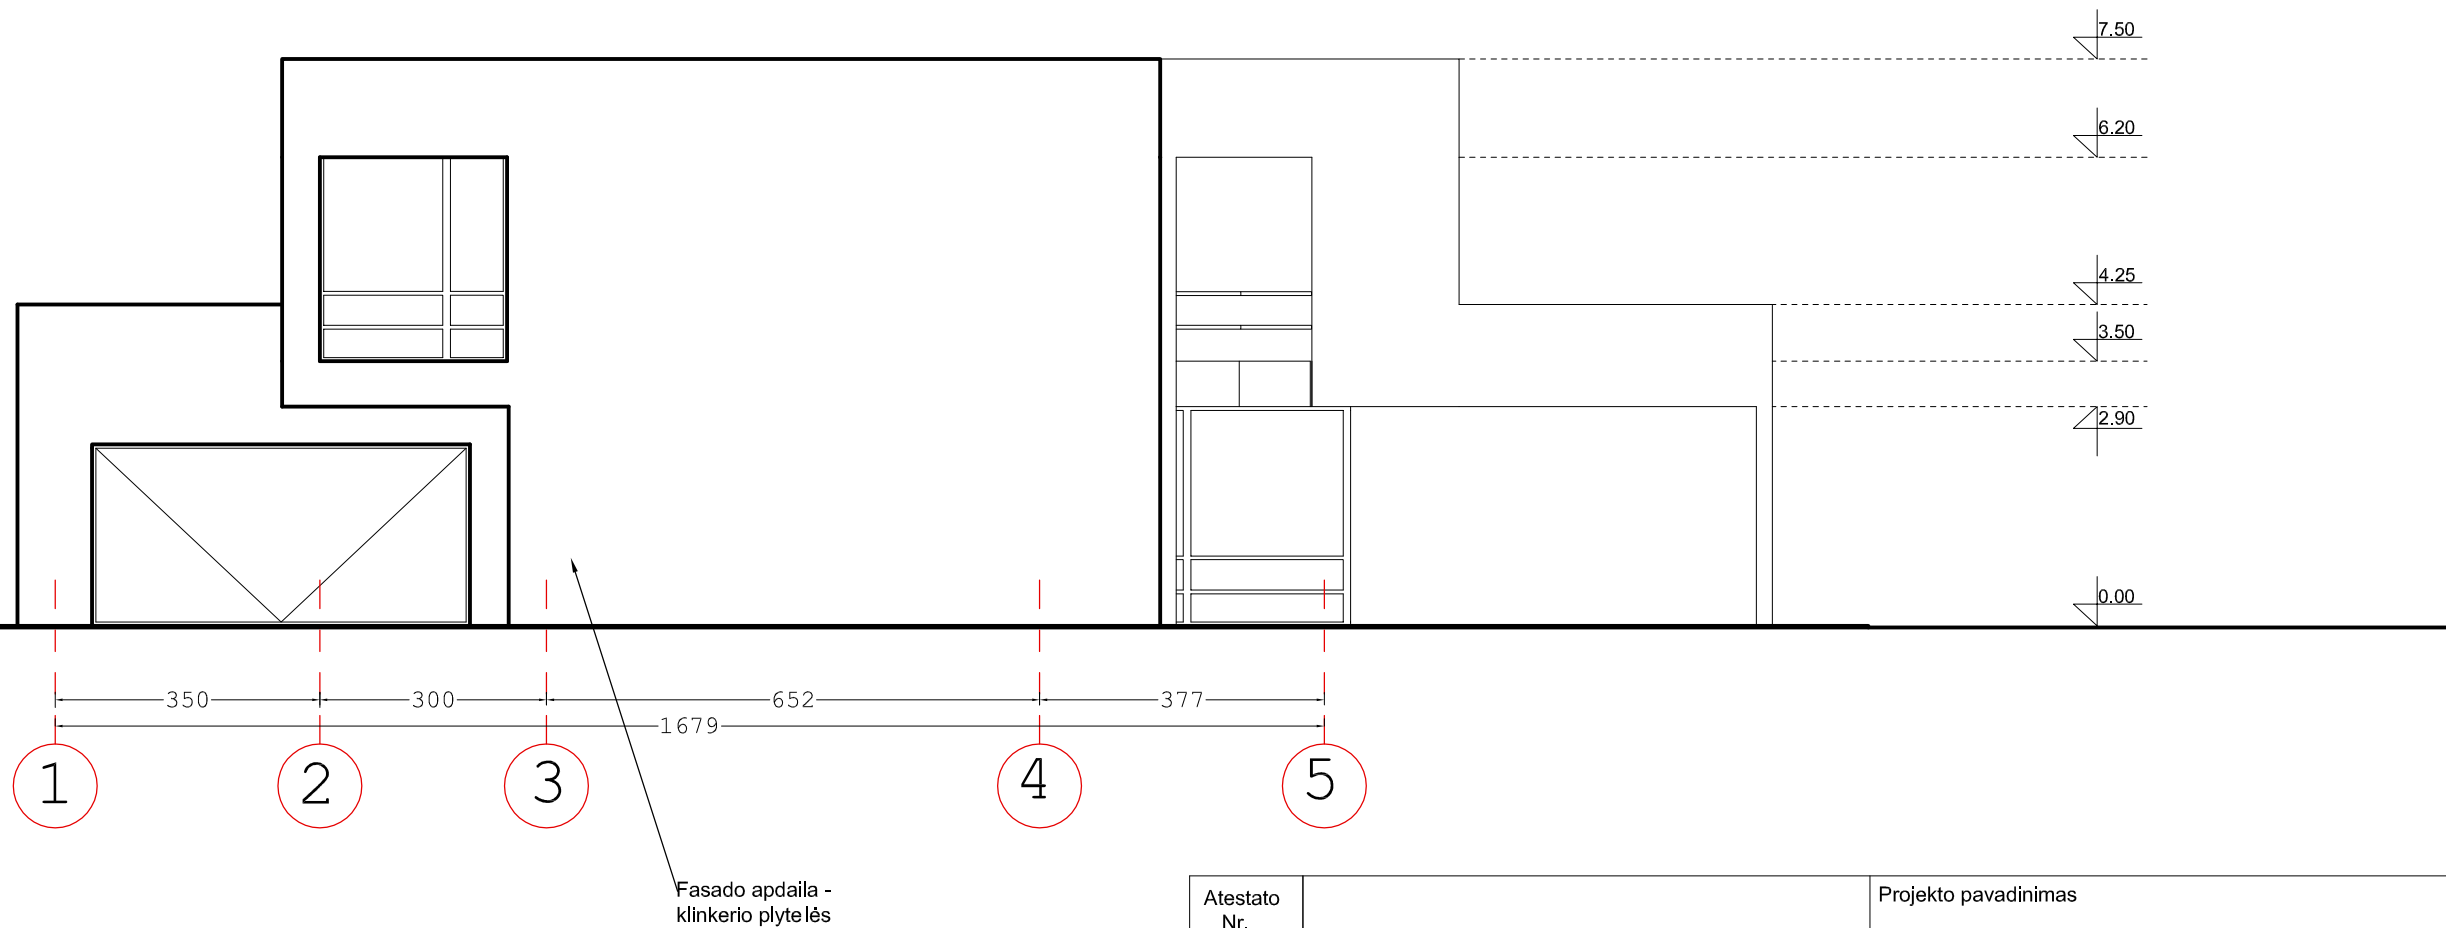 7.50
6.20
4.25
3.50
2.90
0.00
350 300 652 377
1679
1 2 3 4 5
Fasado apdaila -
klinkerio plytelės
Atestato
Nr.
Projekto pavadinimas